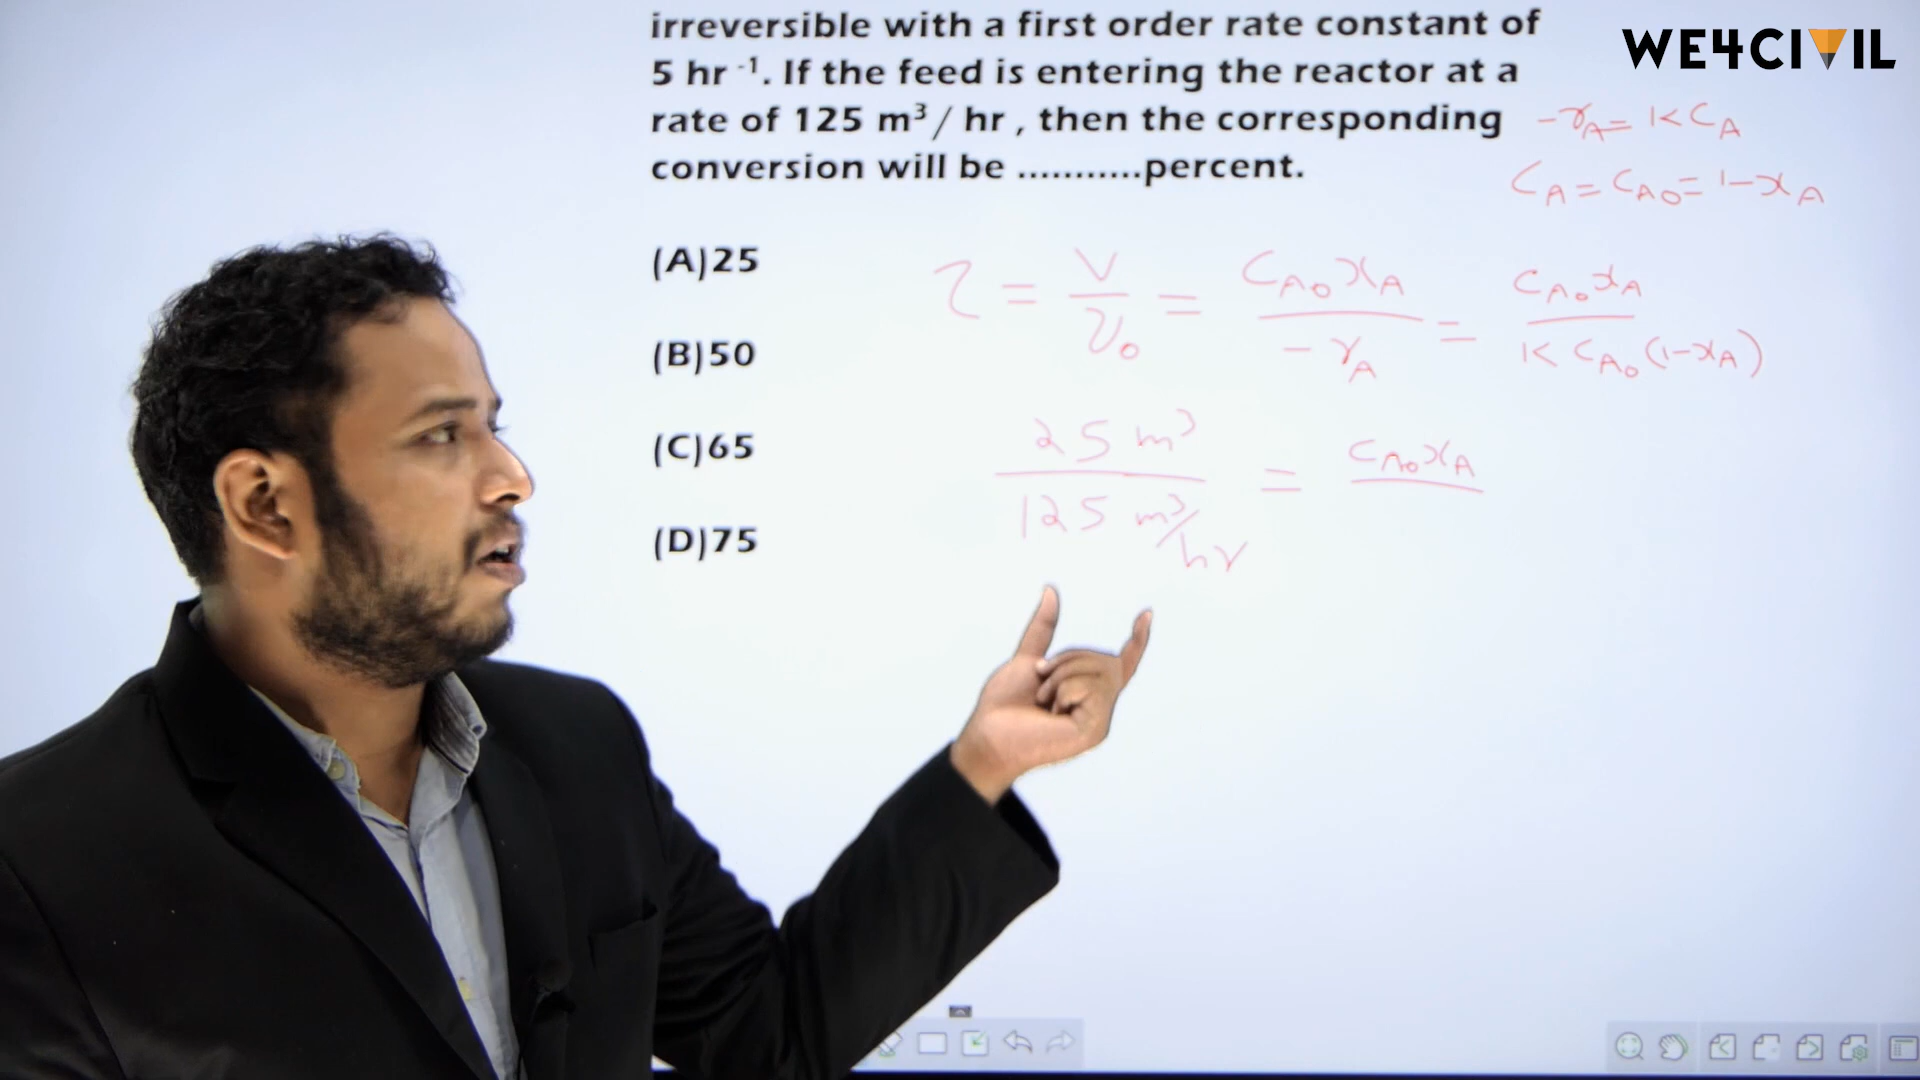 irreversible with a first order rate constant of
5 hr ⁻¹. If the feed is entering the reactor at a
rate of 125 m³ / hr , then the corresponding
conversion will be ...........percent.
WE4CIVIL
-r_A = K C_A
C_A = C_A0 = 1-x_A
(A)25
(B)50
(C)65
(D)75
τ = V/v_0 = C_A0 x_A / -r_A = C_A0 x_A / K C_A0 (1-x_A)
25 m³ / 125 m³/hr = C_A0 x_A